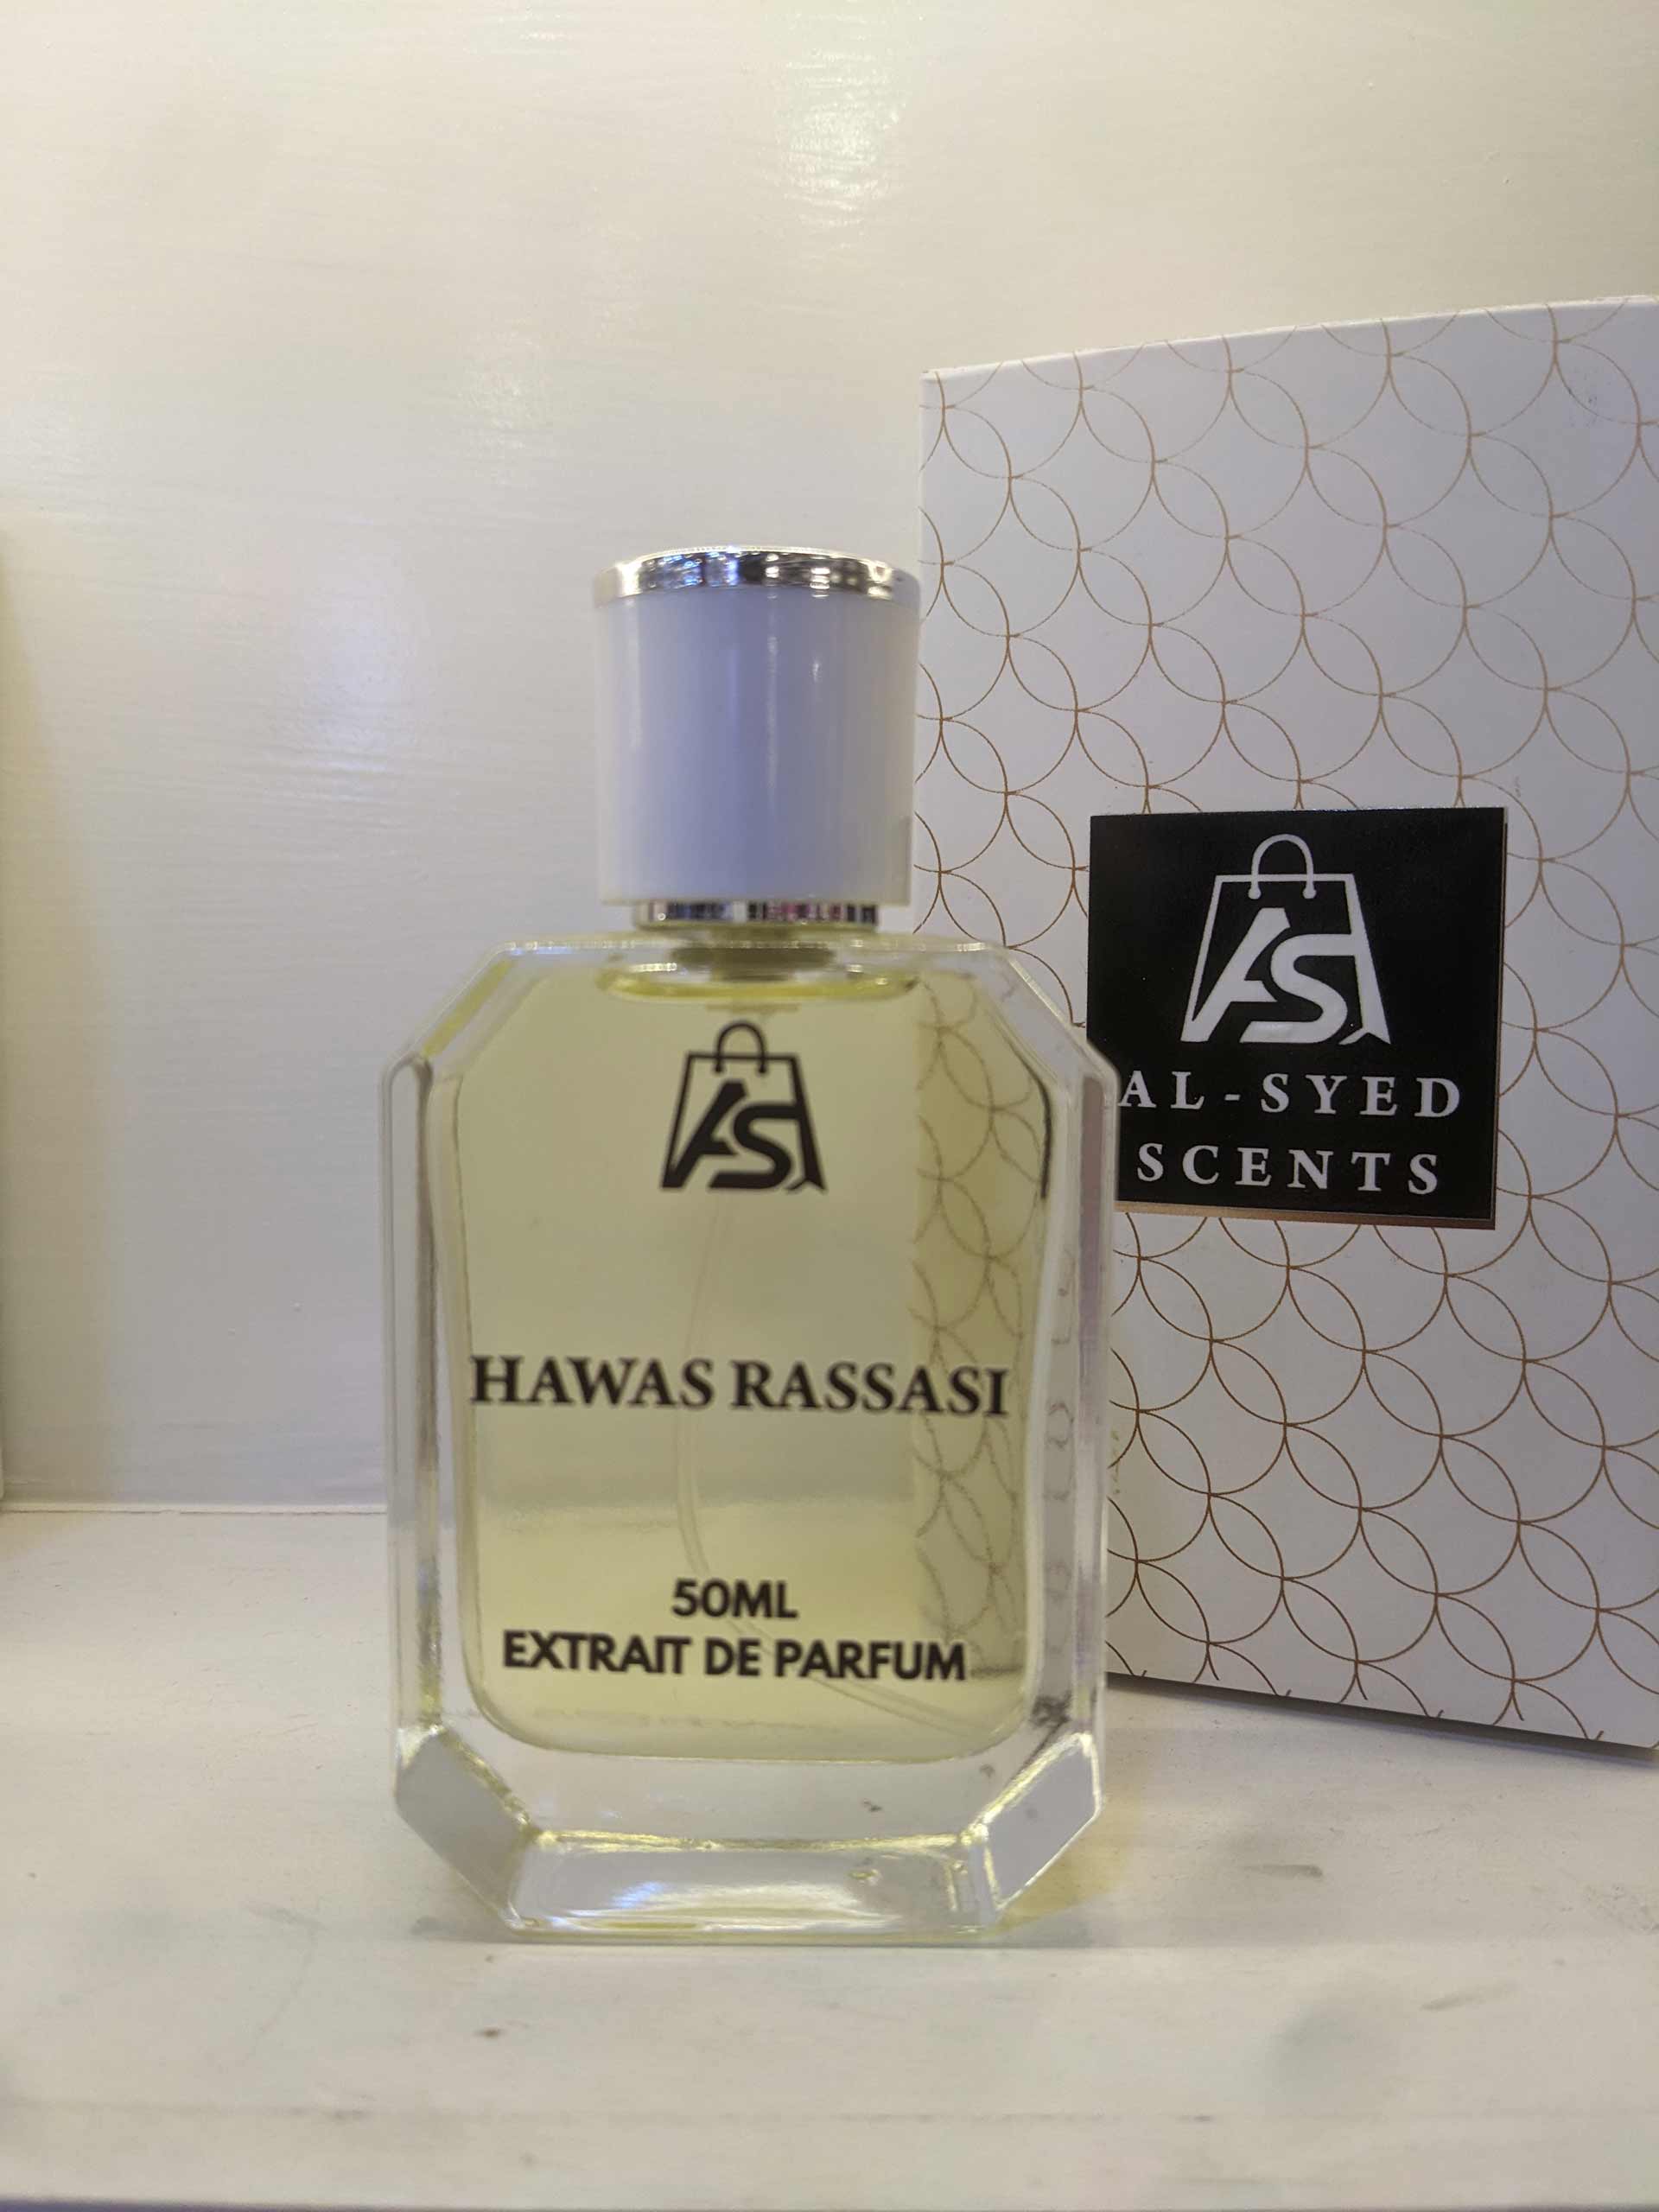 AS
HAWAS RASSASI
50ML
EXTRAIT DE PARFUM
AS
AL-SYED
SCENTS